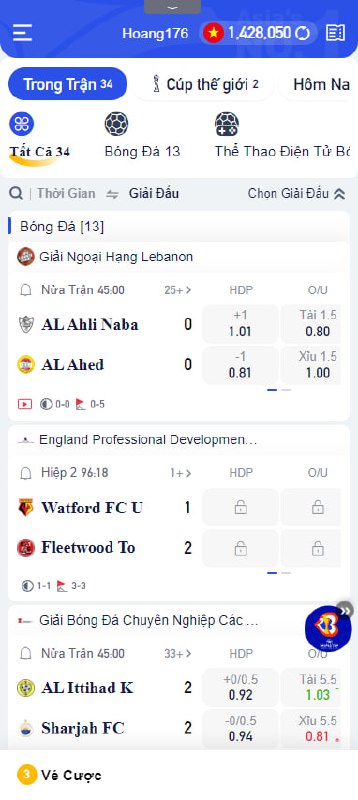 Hoang176 1,428,050
Trong Trận 34 Cúp thế giới 2 Hôm Na
Tất Cả 34 Bóng Đá 13 Thể Thao Điện Tử Bó
Thời Gian Giải Đấu Chọn Giải Đấu
Bóng Đá [13]
Giải Ngoại Hạng Lebanon
Nửa Trận 45:00 25+> HDP O/U
+1 Tài 1.5
AL Ahli Naba 0 1.01 0.80
-1 Xỉu 1.5
AL Ahed 0 0.81 1.00
0-0 0-5
England Professional Developmen...
Hiệp 2 96:18 1+> HDP O/U
Watford FC U 1
Fleetwood To 2
1-1 3-3
Giải Bóng Đá Chuyên Nghiệp Các ...
Nửa Trận 45:00 33+> HDP O/U
+0/0.5 Tài 5.5
AL Ittihad K 2 0.92 1.03
-0/0.5 Xỉu 5.5
Sharjah FC 2 0.94 0.81
3 Vé Cược